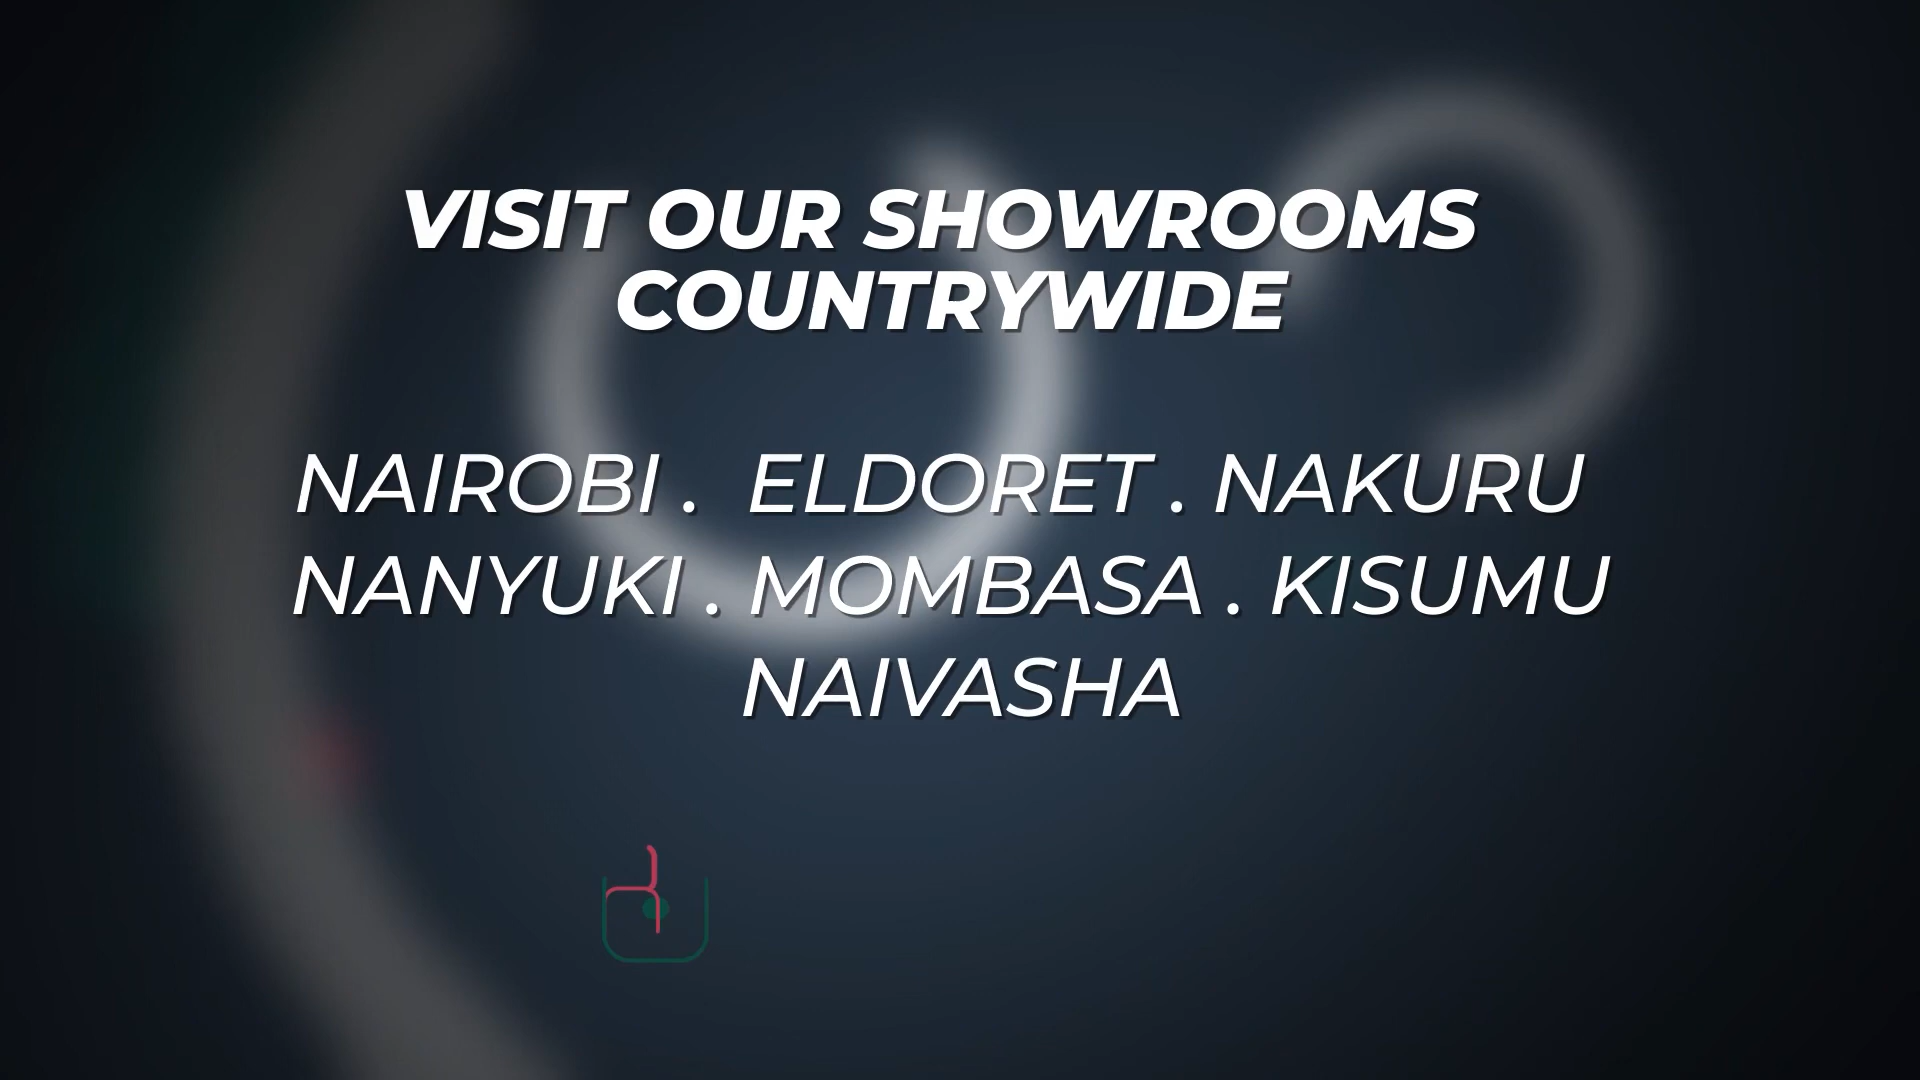 VISIT OUR SHOWROOMS
COUNTRYWIDE
NAIROBI . ELDORET . NAKURU
NANYUKI . MOMBASA . KISUMU
NAIVASHA